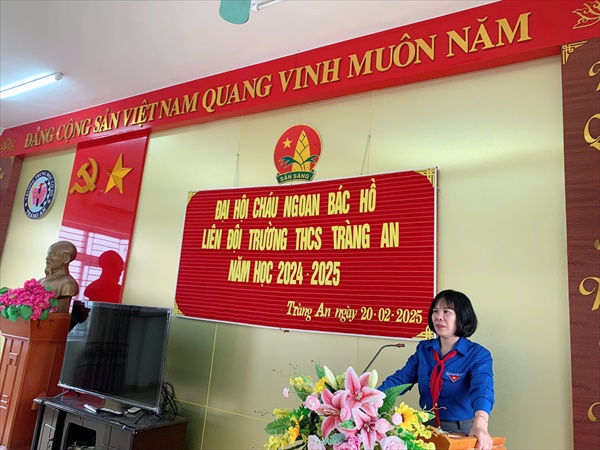 ĐẢNG CỘNG SẢN VIỆT NAM QUANG VINH MUÔN NĂM
SẴN SÀNG
ĐẠI HỘI CHÁU NGOAN BÁC HỒ
LIÊN ĐỘI TRƯỜNG THCS TRÀNG AN
NĂM HỌC 2024-2025
Tràng An ngày 20-02-2025